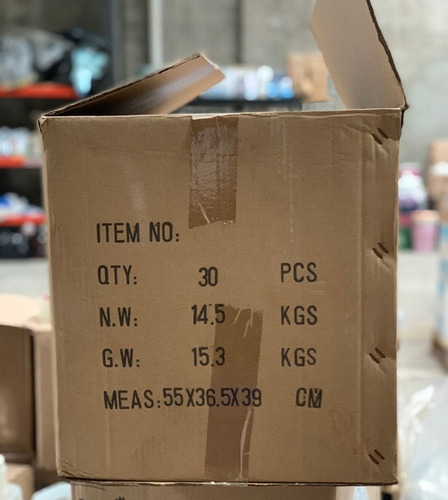 ITEM NO:
QTY: 30 PCS
N.W: 14.5 KGS
G.W: 15.3 KGS
MEAS:55X36.5X39 CM